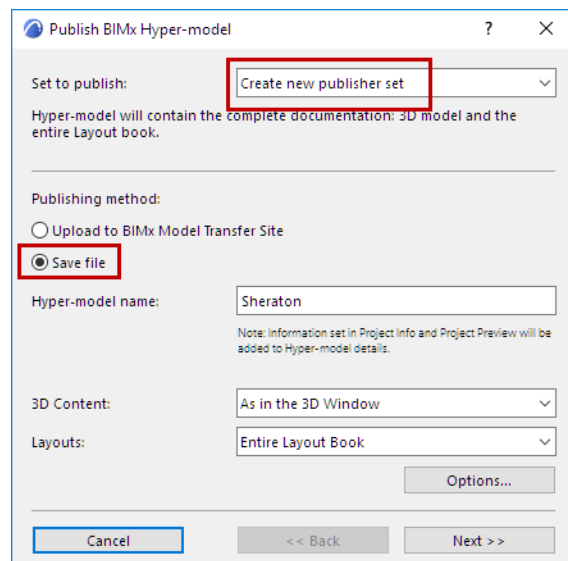 Publish BIMx Hyper-model ?
Set to publish: Create new publisher set
Hyper-model will contain the complete documentation: 3D model and the
entire Layout book.
Publishing method:
Upload to BIMx Model Transfer Site
Save file
Hyper-model name: Sheraton
Note: Information set in Project Info and Project Preview will be
added to Hyper-model details.
3D Content: As in the 3D Window
Layouts: Entire Layout Book
Options...
Cancel << Back Next >>